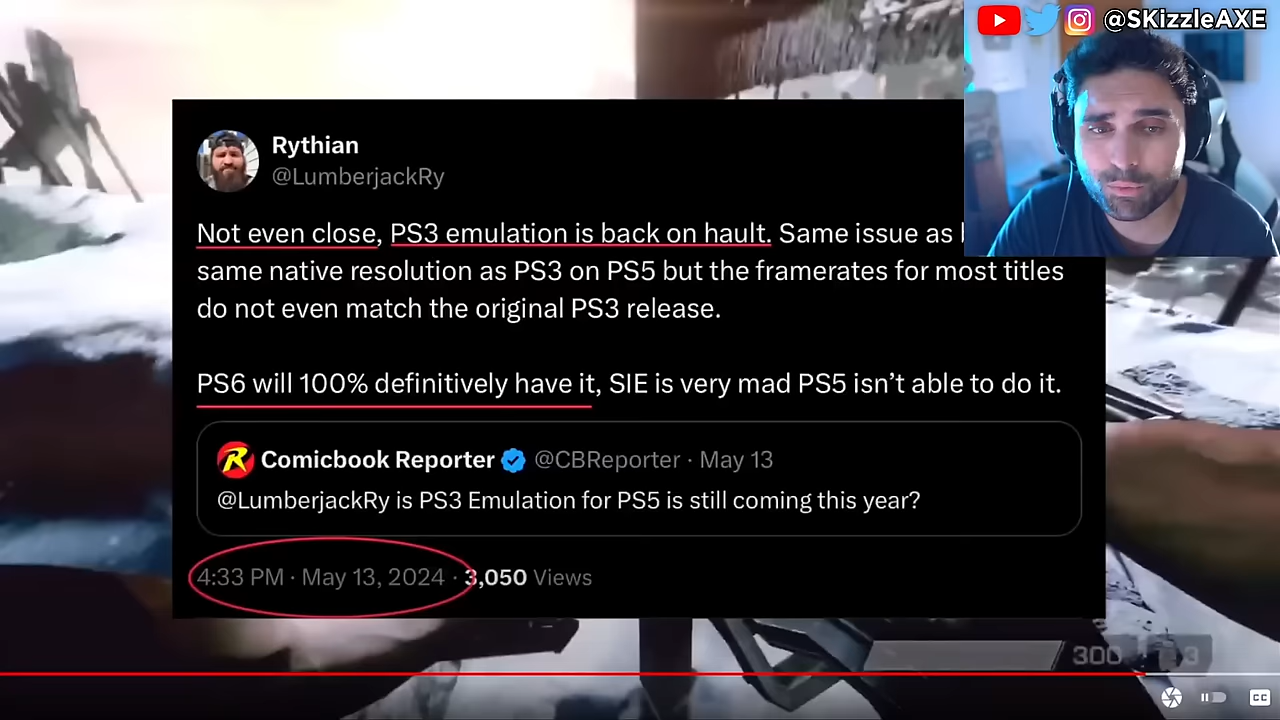 @SKizzleAXE
Rythian
@LumberjackRy
Not even close, PS3 emulation is back on hault. Same issue as
same native resolution as PS3 on PS5 but the framerates for most titles
do not even match the original PS3 release.
PS6 will 100% definitively have it, SIE is very mad PS5 isn’t able to do it.
R Comicbook Reporter @CBReporter · May 13
@LumberjackRy is PS3 Emulation for PS5 is still coming this year?
4:33 PM · May 13, 2024 · 3,050 Views
300 3
CC